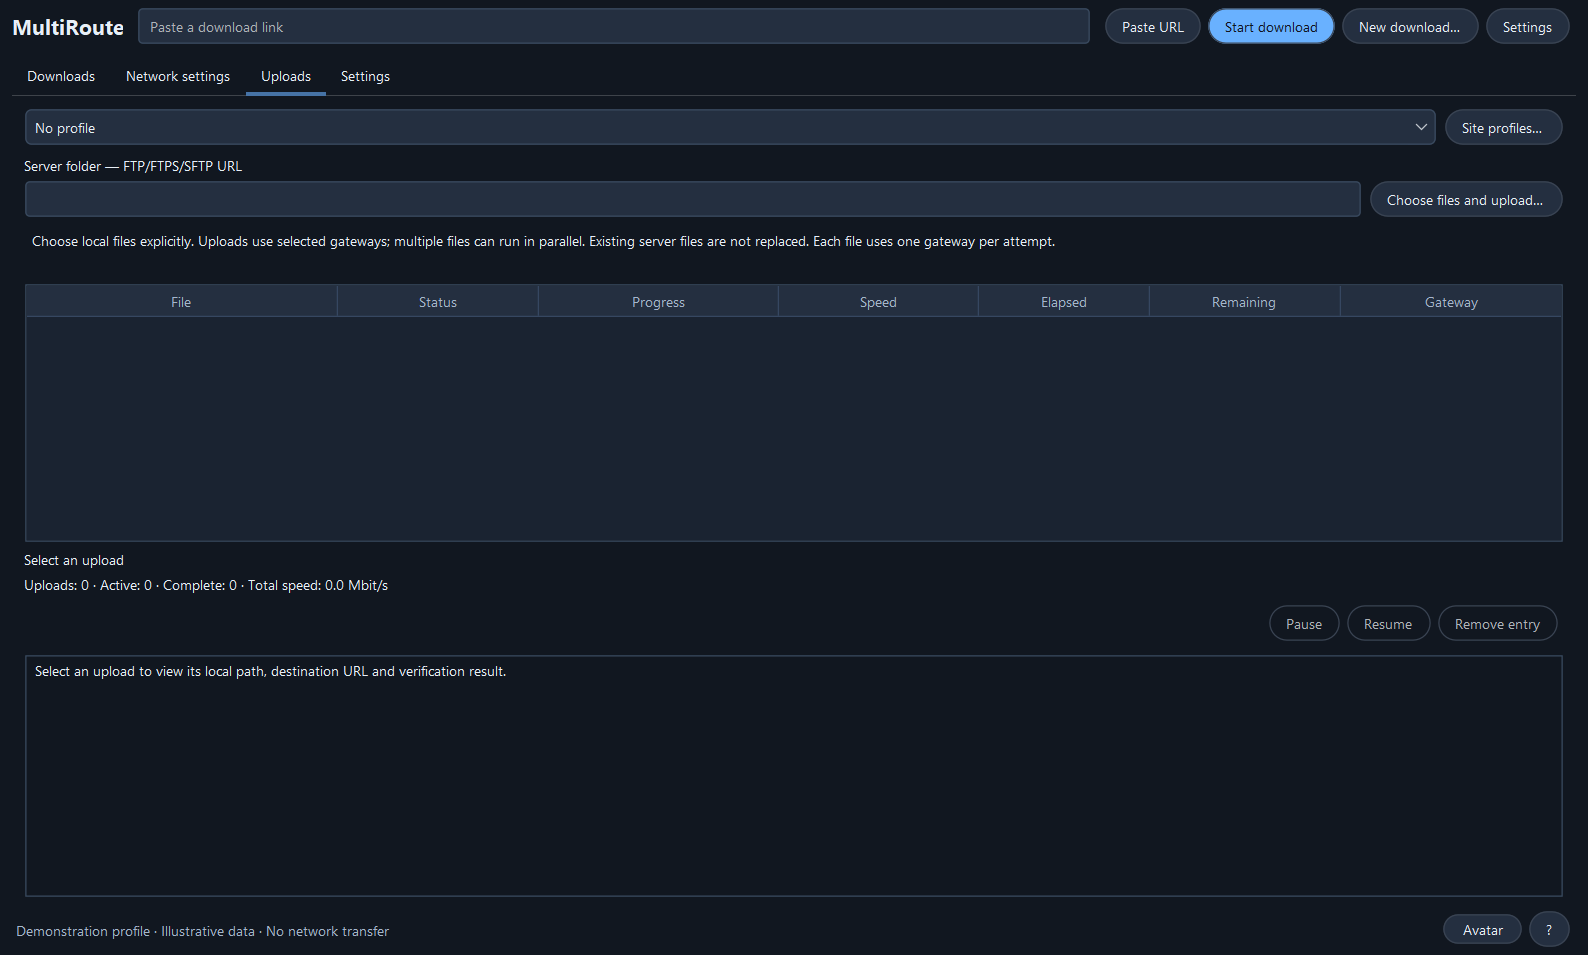 MultiRoute Paste a download link Paste URL Start download New download... Settings
Downloads Network settings Uploads Settings
No profile Site profiles...
Server folder — FTP/FTPS/SFTP URL
Choose files and upload...
Choose local files explicitly. Uploads use selected gateways; multiple files can run in parallel. Existing server files are not replaced. Each file uses one gateway per attempt.
File Status Progress Speed Elapsed Remaining Gateway
Select an upload
Uploads: 0 · Active: 0 · Complete: 0 · Total speed: 0.0 Mbit/s
Pause Resume Remove entry
Select an upload to view its local path, destination URL and verification result.
Demonstration profile · Illustrative data · No network transfer Avatar ?